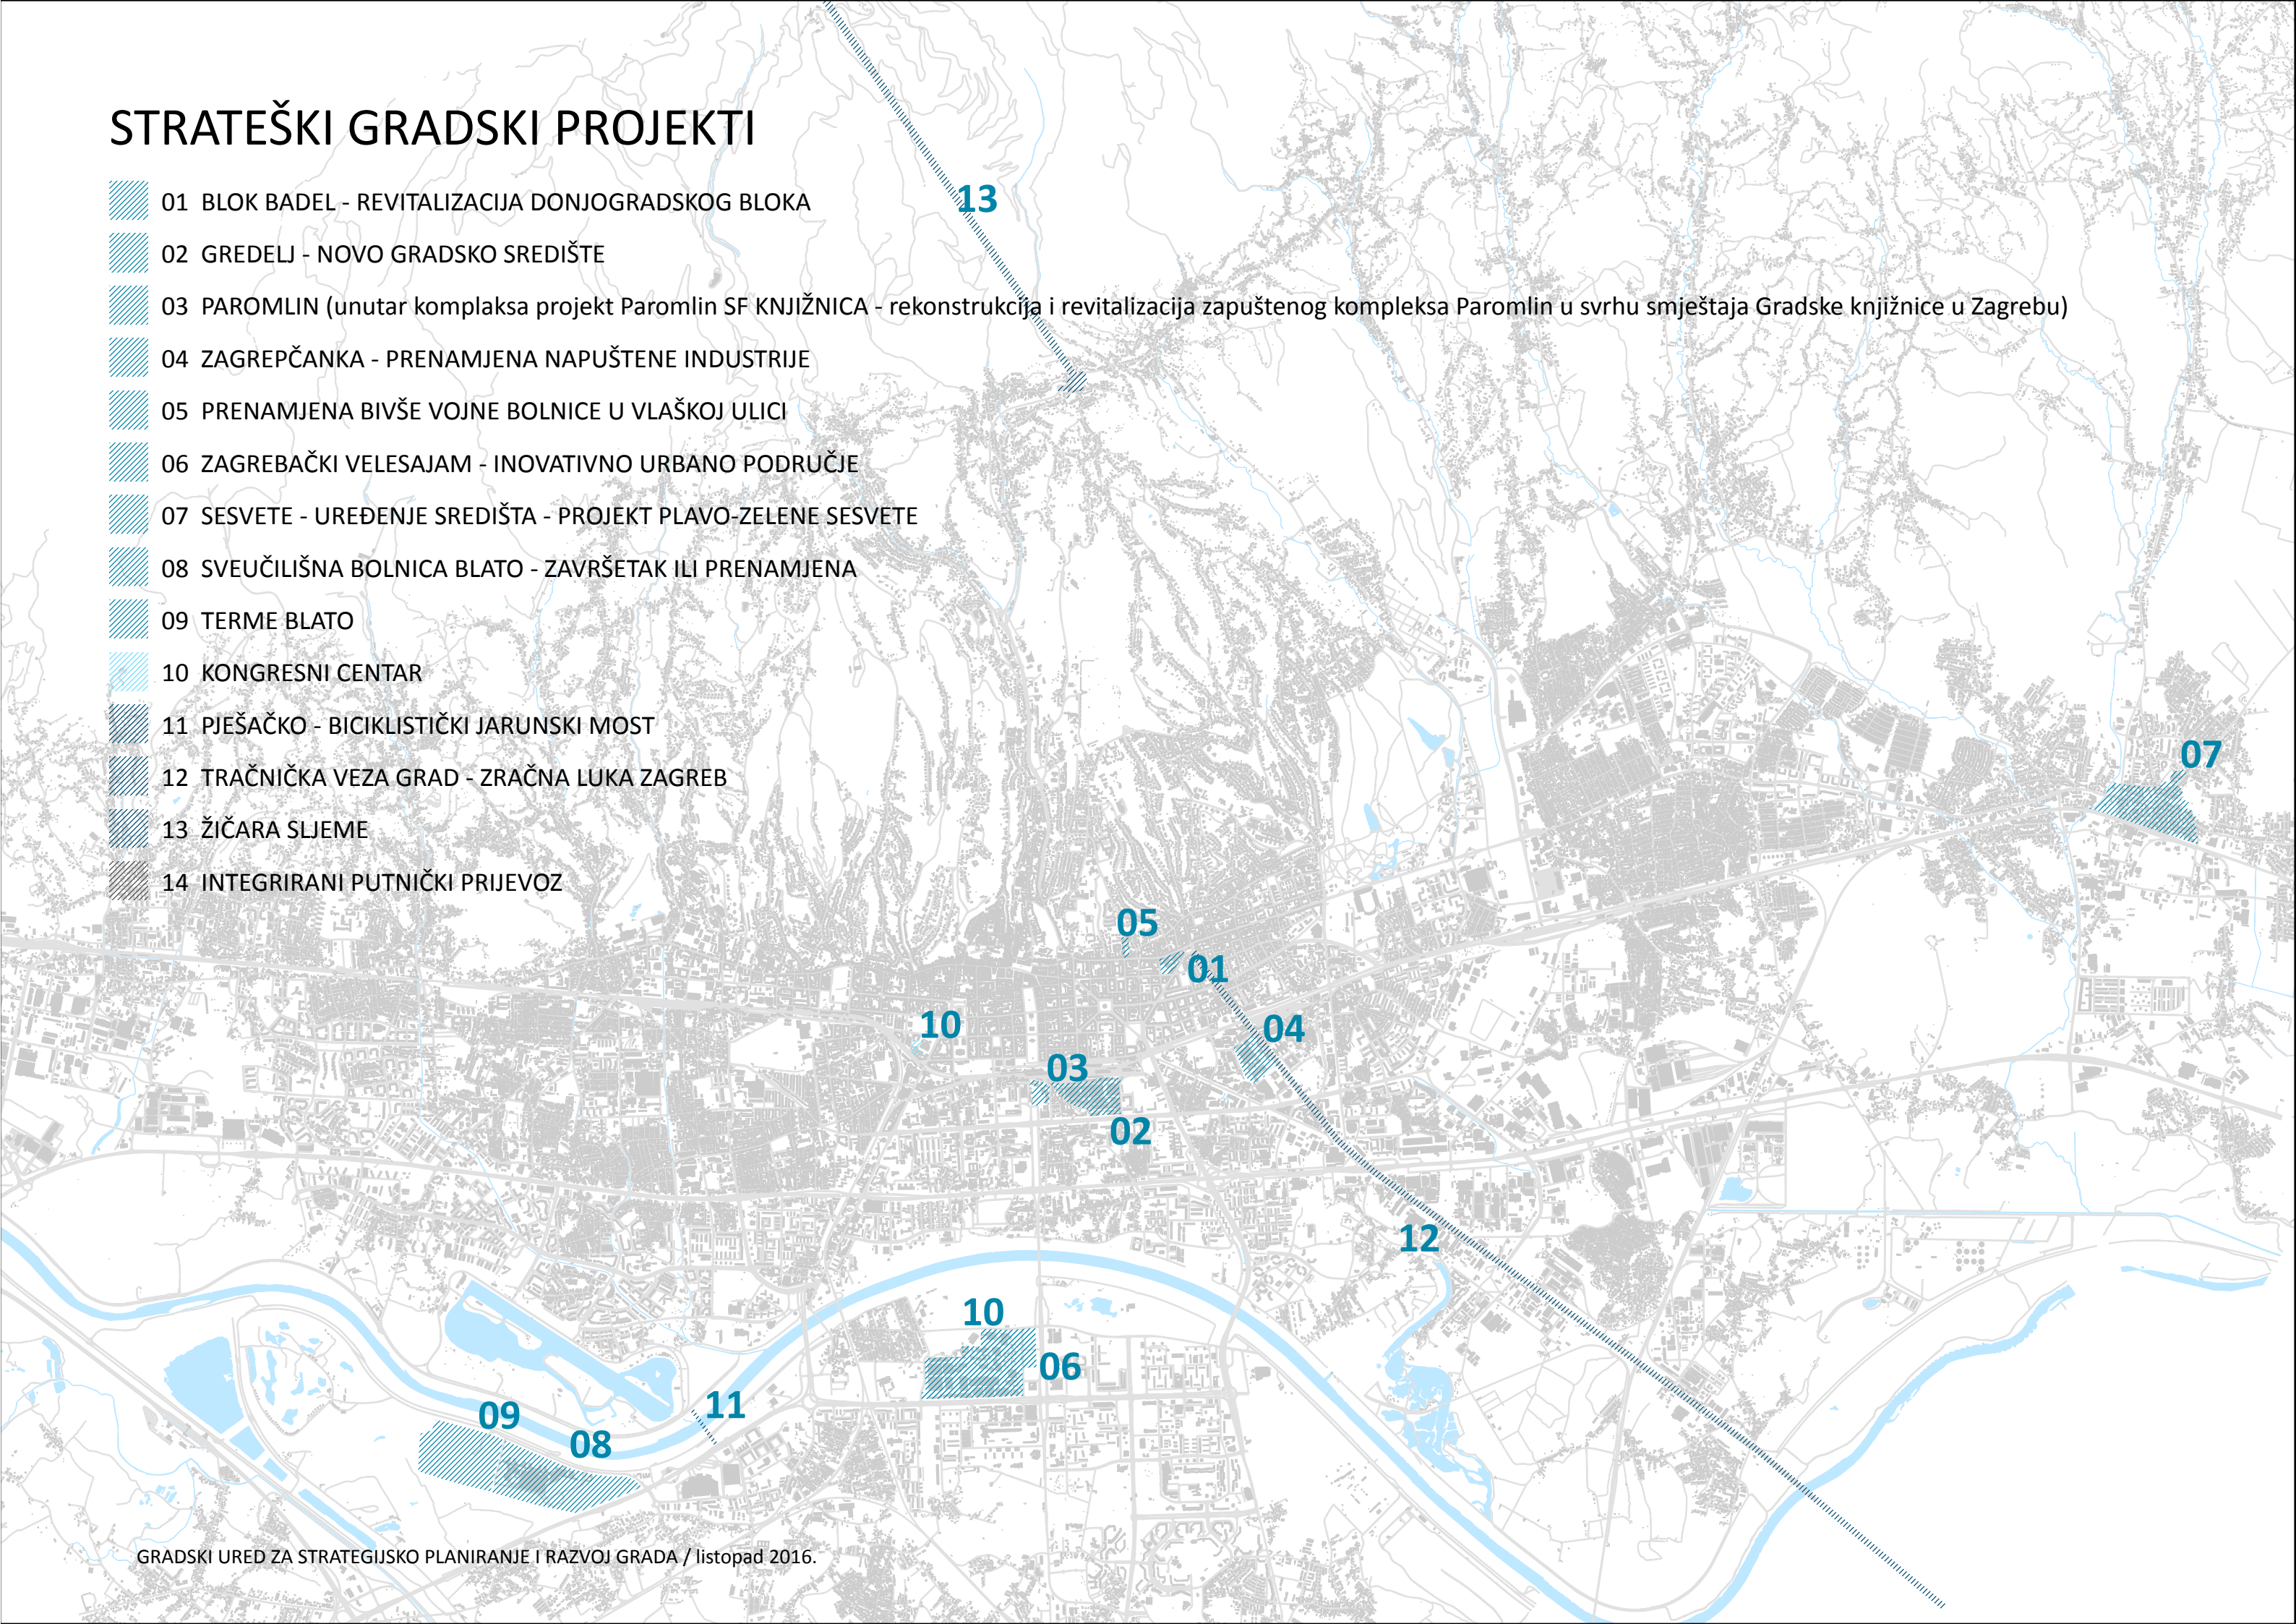 STRATEŠKI GRADSKI PROJEKTI
01 BLOK BADEL - REVITALIZACIJA DONJOGRADSKOG BLOKA
02 GREDELJ - NOVO GRADSKO SREDIŠTE
03 PAROMLIN (unutar komplaksa projekt Paromlin SF KNJIŽNICA - rekonstrukcija i revitalizacija zapuštenog kompleksa Paromlin u svrhu smještaja Gradske knjižnice u Zagrebu)
04 ZAGREPČANKA - PRENAMJENA NAPUŠTENE INDUSTRIJE
05 PRENAMJENA BIVŠE VOJNE BOLNICE U VLAŠKOJ ULICI
06 ZAGREBAČKI VELESAJAM - INOVATIVNO URBANO PODRUČJE
07 SESVETE - UREĐENJE SREDIŠTA - PROJEKT PLAVO-ZELENE SESVETE
08 SVEUČILIŠNA BOLNICA BLATO - ZAVRŠETAK ILI PRENAMJENA
09 TERME BLATO
10 KONGRESNI CENTAR
11 PJEŠAČKO - BICIKLISTIČKI JARUNSKI MOST
12 TRAČNIČKA VEZA GRAD - ZRAČNA LUKA ZAGREB
13 ŽIČARA SLJEME
14 INTEGRIRANI PUTNIČKI PRIJEVOZ
13
07
05
01
10
04
03
02
12
10
06
11
09
08
GRADSKI URED ZA STRATEGIJSKO PLANIRANJE I RAZVOJ GRADA / listopad 2016.